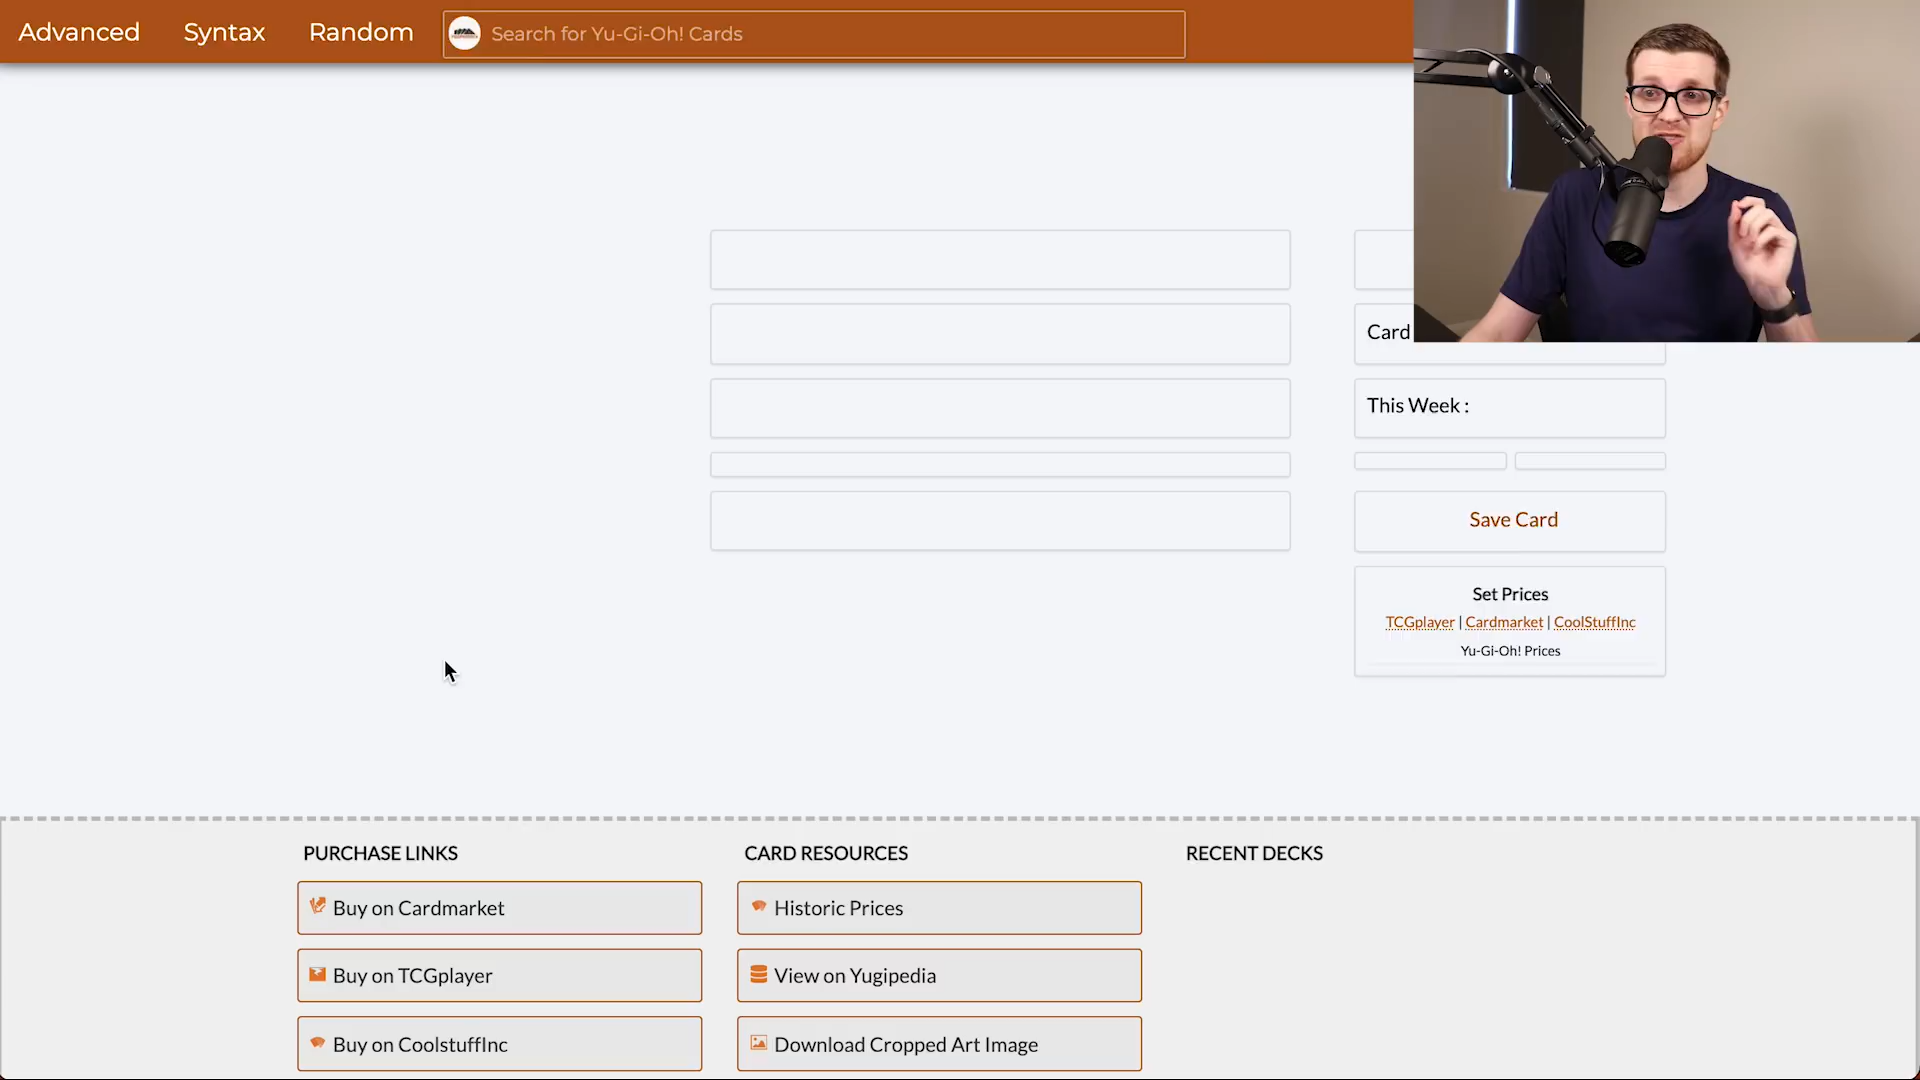 Advanced
Syntax
Random
Search for Yu-Gi-Oh! Cards
Card
This Week :
Save Card
Set Prices
TCGplayer | Cardmarket | CoolStuffInc
Yu-Gi-Oh! Prices
PURCHASE LINKS
Buy on Cardmarket
Buy on TCGplayer
Buy on CoolstuffInc
CARD RESOURCES
Historic Prices
View on Yugipedia
Download Cropped Art Image
RECENT DECKS